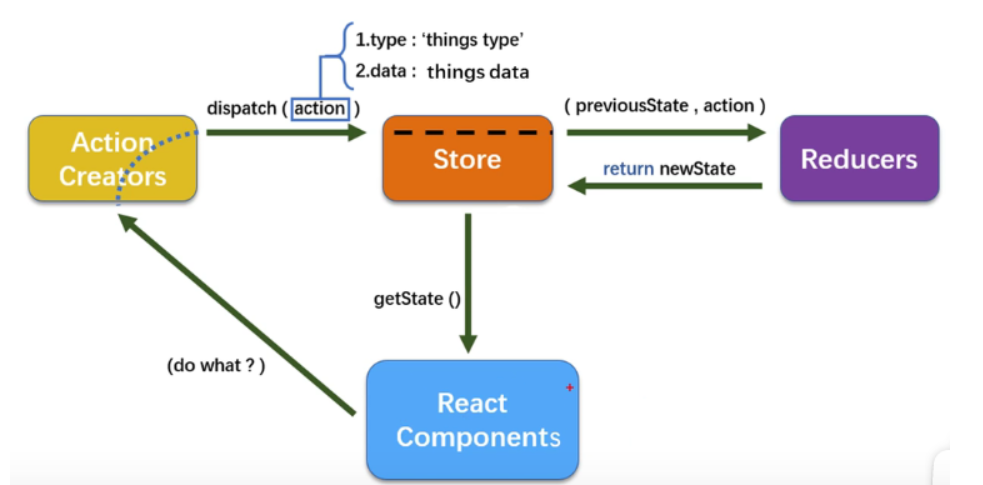 1.type : ‘things type’
2.data : things data
dispatch ( action )
( previousState , action )
Action
Creators
Store
return newState
Reducers
getState ()
(do what ? )
React
Components